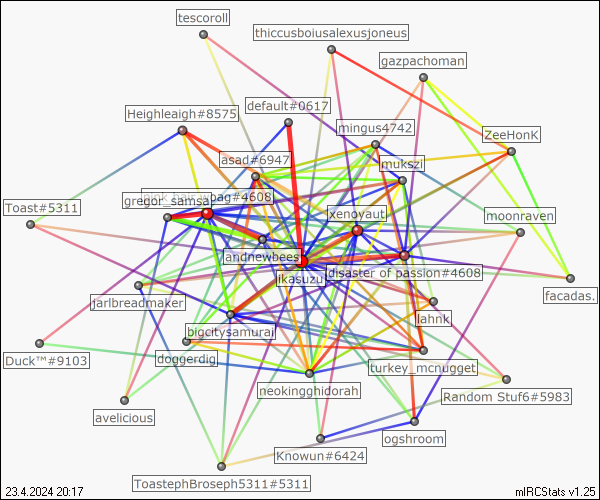 tescoroll
thiccusboiusalexusjoneus
gazpachoman
Heighleaigh#8575
default#0617
mingus4742
ZeeHonK
asad#6947
mukszi
bag#4608
gregor_samsa
Toast#5311
xenoyaut
moonraven
andnewbees
ikasuzu
disaster of passion#4608
facadas.
jarlbreadmaker
lahnk
bigcitysamurai
Duck™#9103
doggerdig
turkey_mcnugget
neokingghidorah
Random Stuf6#5983
avelicious
ogshroom
Knowun#6424
ToastephBroseph5311#5311
23.4.2024 20:17
mIRCStats v1.25